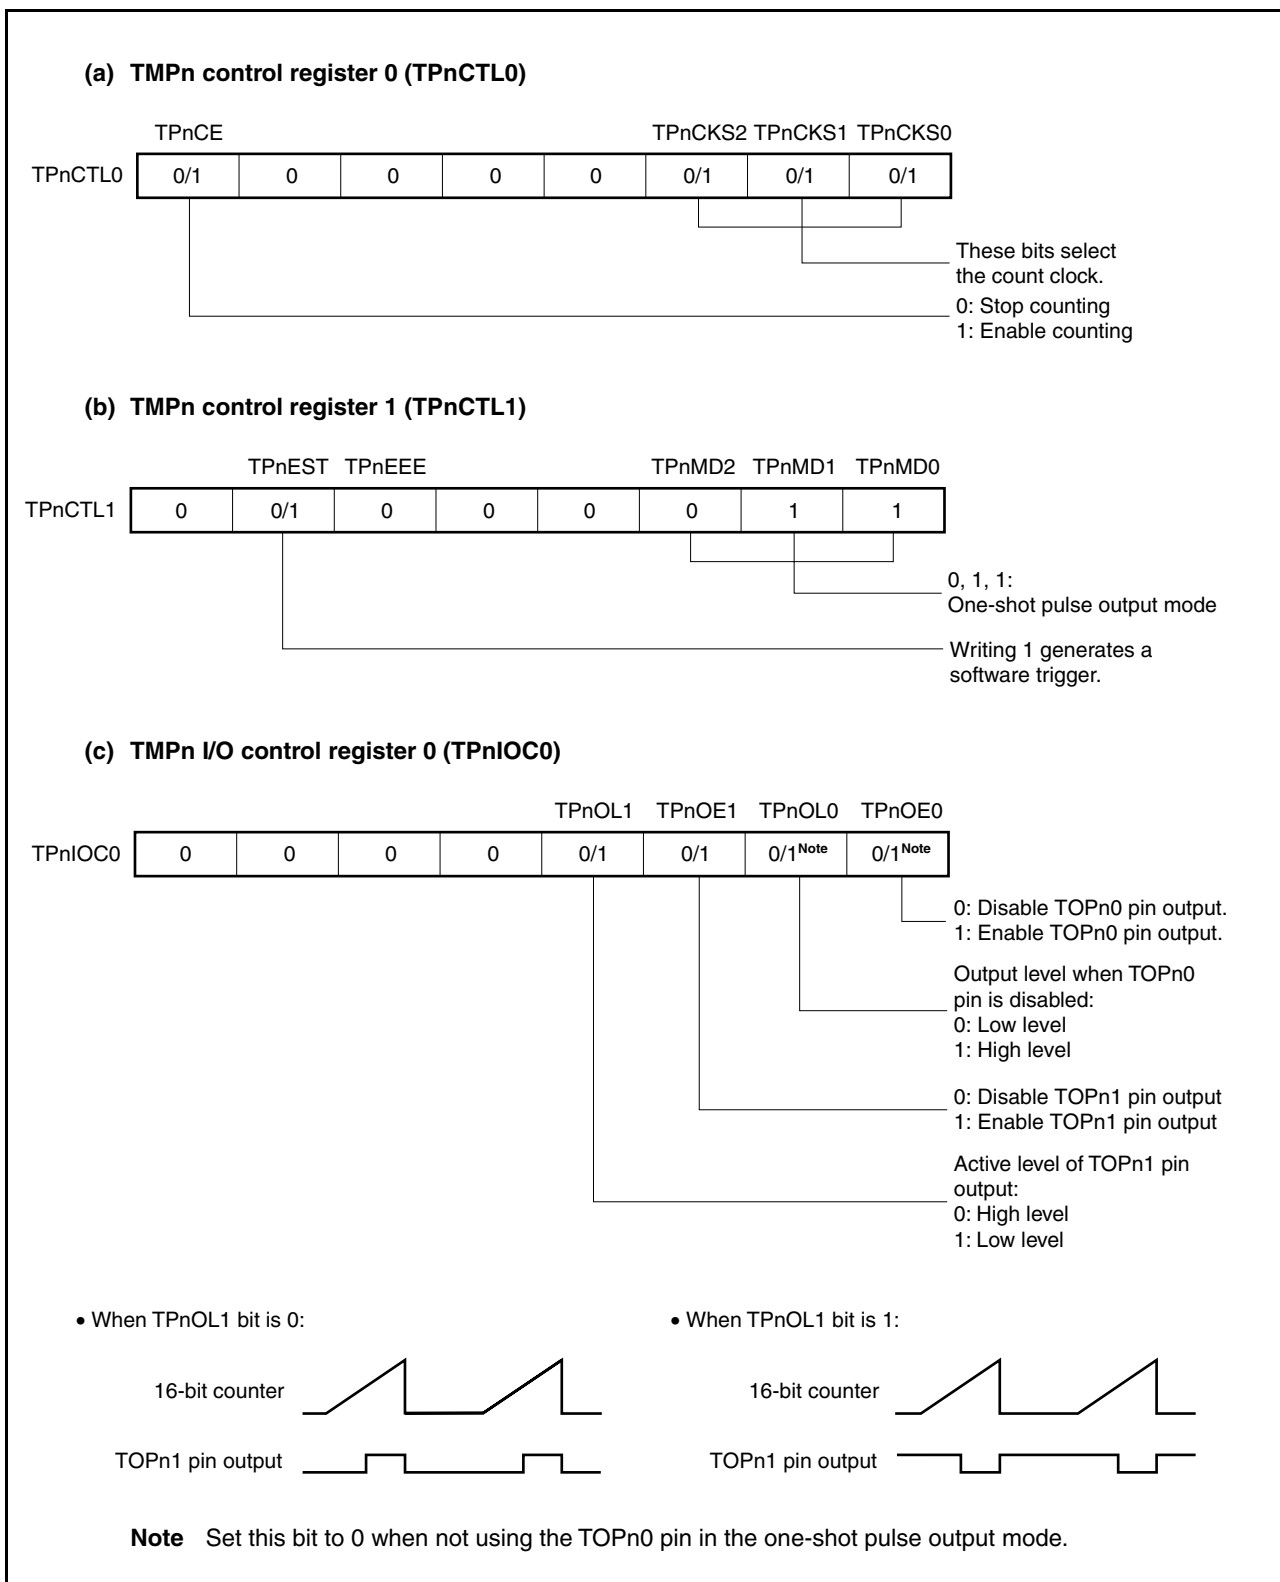 (a) TMPn control register 0 (TPnCTL0)
TPnCE TPnCKS2 TPnCKS1 TPnCKS0
TPnCTL0 0/1 0 0 0 0 0/1 0/1 0/1
These bits select
the count clock.
0: Stop counting
1: Enable counting
(b) TMPn control register 1 (TPnCTL1)
TPnEST TPnEEE TPnMD2 TPnMD1 TPnMD0
TPnCTL1 0 0/1 0 0 0 0 1 1
0, 1, 1:
One-shot pulse output mode
Writing 1 generates a
software trigger.
(c) TMPn I/O control register 0 (TPnIOC0)
TPnOL1 TPnOE1 TPnOL0 TPnOE0
TPnIOC0 0 0 0 0 0/1 0/1 0/1Note 0/1Note
0: Disable TOPn0 pin output.
1: Enable TOPn0 pin output.
Output level when TOPn0
pin is disabled:
0: Low level
1: High level
0: Disable TOPn1 pin output
1: Enable TOPn1 pin output
Active level of TOPn1 pin
output:
0: High level
1: Low level
• When TPnOL1 bit is 0:
16-bit counter
TOPn1 pin output
• When TPnOL1 bit is 1:
16-bit counter
TOPn1 pin output
Note Set this bit to 0 when not using the TOPn0 pin in the one-shot pulse output mode.